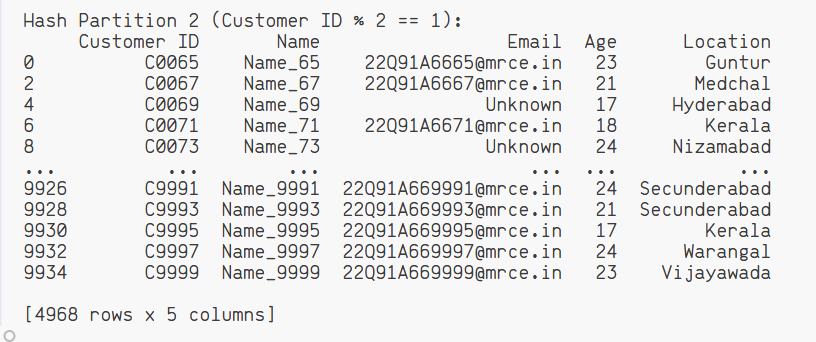 Hash Partition 2 (Customer ID % 2 == 1):
Customer ID Name Email Age Location
0 C0065 Name_65 22Q91A6665@mrce.in 23 Guntur
2 C0067 Name_67 22Q91A6667@mrce.in 21 Medchal
4 C0069 Name_69 Unknown 17 Hyderabad
6 C0071 Name_71 22Q91A6671@mrce.in 18 Kerala
8 C0073 Name_73 Unknown 24 Nizamabad
... ... ... ... ... ...
9926 C9991 Name_9991 22Q91A669991@mrce.in 24 Secunderabad
9928 C9993 Name_9993 22Q91A669993@mrce.in 21 Secunderabad
9930 C9995 Name_9995 22Q91A669995@mrce.in 17 Kerala
9932 C9997 Name_9997 22Q91A669997@mrce.in 24 Warangal
9934 C9999 Name_9999 22Q91A669999@mrce.in 23 Vijayawada
[4968 rows x 5 columns]